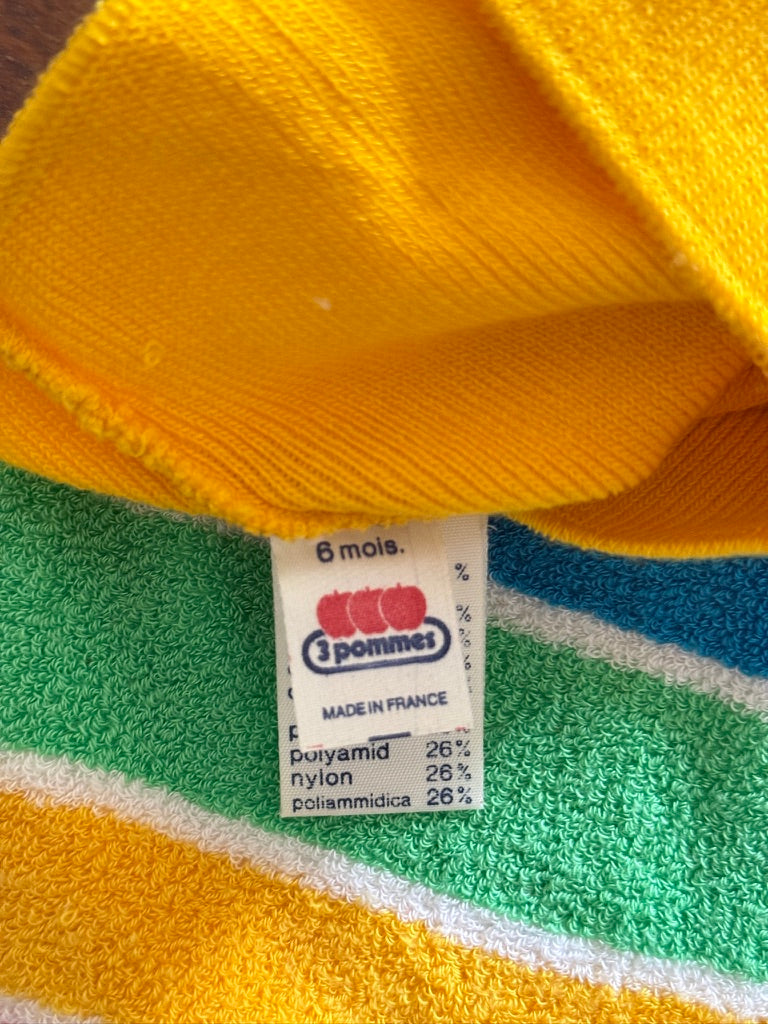 6 mois.
3 pommes
MADE IN FRANCE
%
%
%
%
polyamid 26%
nylon 26%
poliammidica 26%